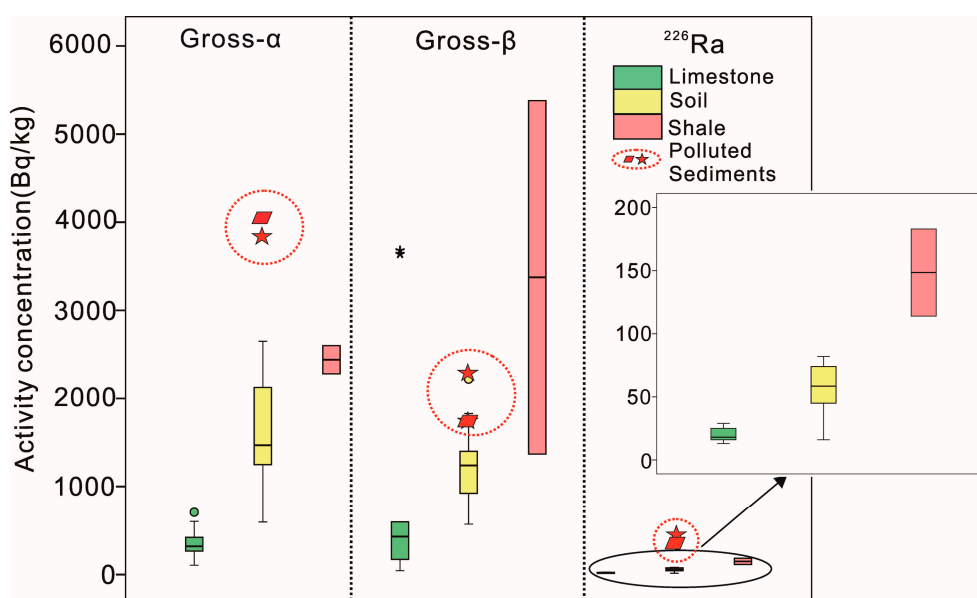 Gross-α
Gross-β
²²⁶Ra
Activity concentration(Bq/kg)
6000
5000
4000
3000
2000
1000
0
Limestone
Soil
Shale
Polluted
Sediments
200
150
100
50
0